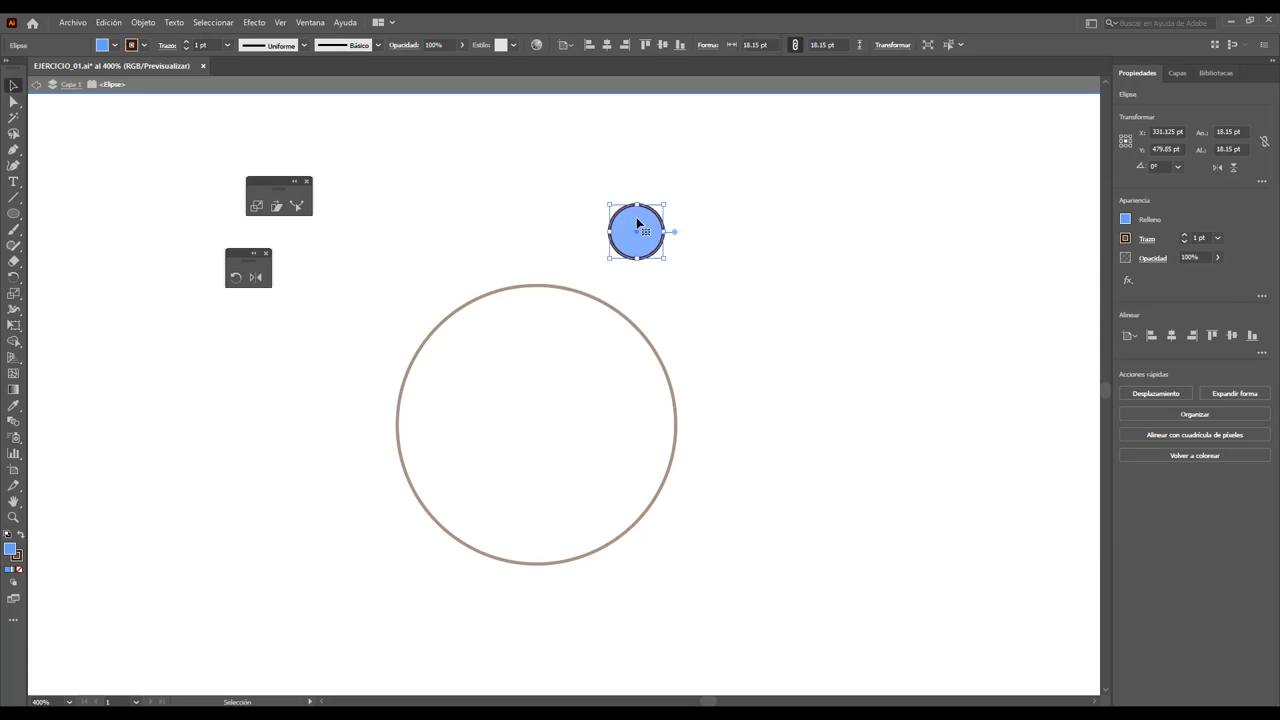 Ai Archivo Edición Objeto Texto Seleccionar Efecto Ver Ventana Ayuda Buscar en Ayuda de Adobe
Elipse Trazo: 1 pt Uniforme Básico Opacidad: 100% Estilo: Forma: 18.15 pt 18.15 pt Transformar
EJERCICIO_01.ai* al 400% (RGB/Previsualizar) ×
Capa 1 <Elipse>
Propiedades Capas Bibliotecas
Elipse
Transformar
X: 331.125 pt An.: 18.15 pt
Y: 479.85 pt Al.: 18.15 pt
0°
Apariencia
Relleno
Trazo 1 pt
Opacidad 100%
fx.
Alinear
Acciones rápidas
Desplazamiento Expandir forma
Organizar
Alinear con cuadrícula de píxeles
Volver a colorear
400% 1 Selección